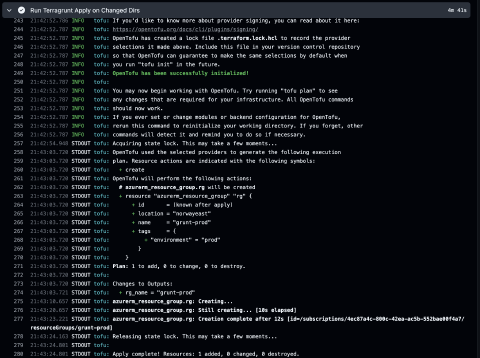 Run Terragrunt Apply on Changed Dirs 4m 41s
243 21:42:52.786 INFO tofu: If you'd like to know more about provider signing, you can read about it here:
244 21:42:52.786 INFO tofu: https://opentofu.org/docs/cli/plugins/signing/
245 21:42:52.787 INFO tofu: OpenTofu has created a lock file .terraform.lock.hcl to record the provider
246 21:42:52.787 INFO tofu: selections it made above. Include this file in your version control repository
247 21:42:52.787 INFO tofu: so that OpenTofu can guarantee to make the same selections by default when
248 21:42:52.787 INFO tofu: you run "tofu init" in the future.
249 21:42:52.787 INFO tofu: OpenTofu has been successfully initialized!
250 21:42:52.787 INFO tofu:
251 21:42:52.787 INFO tofu: You may now begin working with OpenTofu. Try running "tofu plan" to see
252 21:42:52.787 INFO tofu: any changes that are required for your infrastructure. All OpenTofu commands
253 21:42:52.787 INFO tofu: should now work.
254 21:42:52.787 INFO tofu: If you ever set or change modules or backend configuration for OpenTofu,
255 21:42:52.787 INFO tofu: rerun this command to reinitialize your working directory. If you forget, other
256 21:42:52.787 INFO tofu: commands will detect it and remind you to do so if necessary.
257 21:42:54.948 STDOUT tofu: Acquiring state lock. This may take a few moments...
258 21:43:03.720 STDOUT tofu: OpenTofu used the selected providers to generate the following execution
259 21:43:03.720 STDOUT tofu: plan. Resource actions are indicated with the following symbols:
260 21:43:03.720 STDOUT tofu: + create
261 21:43:03.720 STDOUT tofu: OpenTofu will perform the following actions:
262 21:43:03.720 STDOUT tofu: # azurerm_resource_group.rg will be created
263 21:43:03.720 STDOUT tofu: + resource "azurerm_resource_group" "rg" {
264 21:43:03.720 STDOUT tofu: + id = (known after apply)
265 21:43:03.720 STDOUT tofu: + location = "norwayeast"
266 21:43:03.720 STDOUT tofu: + name = "grunt-prod"
267 21:43:03.720 STDOUT tofu: + tags = {
268 21:43:03.720 STDOUT tofu: + "environment" = "prod"
269 21:43:03.720 STDOUT tofu: }
270 21:43:03.720 STDOUT tofu: }
271 21:43:03.720 STDOUT tofu: Plan: 1 to add, 0 to change, 0 to destroy.
272 21:43:03.720 STDOUT tofu:
273 21:43:03.720 STDOUT tofu: Changes to Outputs:
274 21:43:03.720 STDOUT tofu: + rg_name = "grunt-prod"
275 21:43:10.657 STDOUT tofu: azurerm_resource_group.rg: Creating...
276 21:43:20.657 STDOUT tofu: azurerm_resource_group.rg: Still creating... [10s elapsed]
277 21:43:23.221 STDOUT tofu: azurerm_resource_group.rg: Creation complete after 12s [id=/subscriptions/4ec87a4c-800c-42ea-ac5b-552bae00f4a7/
resourceGroups/grunt-prod]
278 21:43:24.163 STDOUT tofu: Releasing state lock. This may take a few moments...
279 21:43:24.801 STDOUT tofu:
280 21:43:24.801 STDOUT tofu: Apply complete! Resources: 1 added, 0 changed, 0 destroyed.